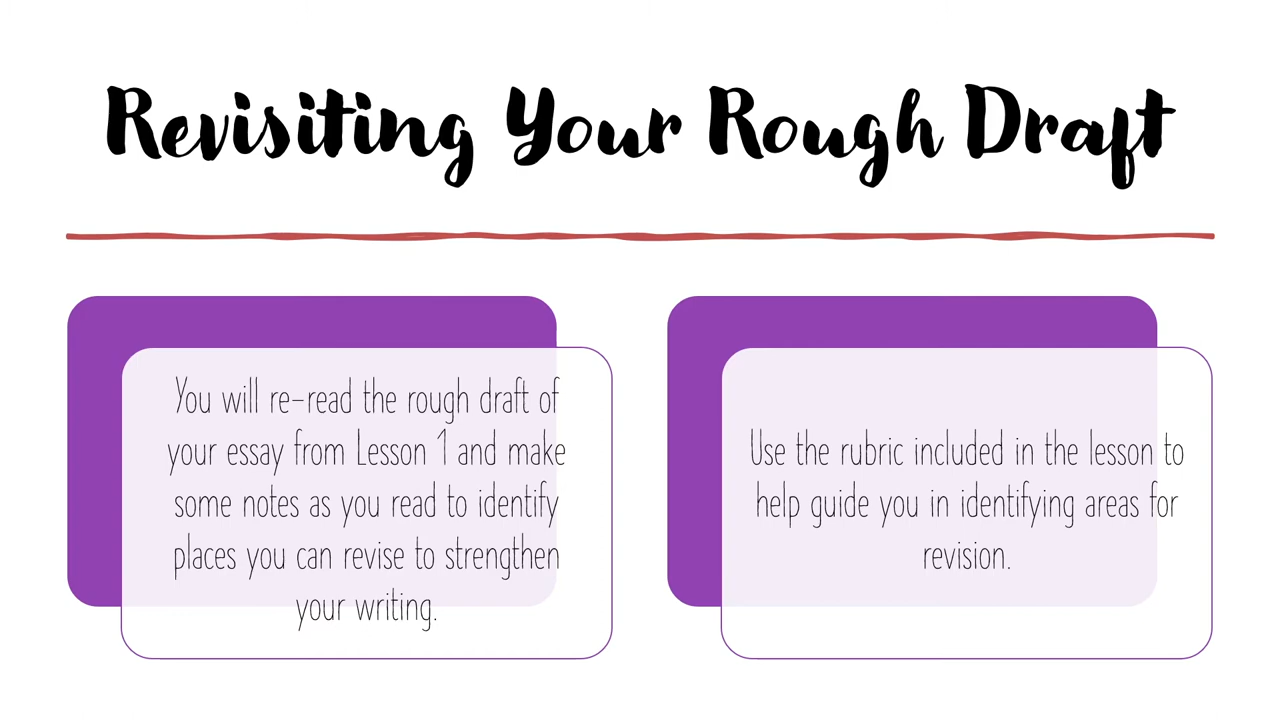 Revisiting Your Rough Draft
You will re-read the rough draft of
your essay from Lesson 1 and make
some notes as you read to identify
places you can revise to strengthen
your writing.
Use the rubric included in the lesson to
help guide you in identifying areas for
revision.